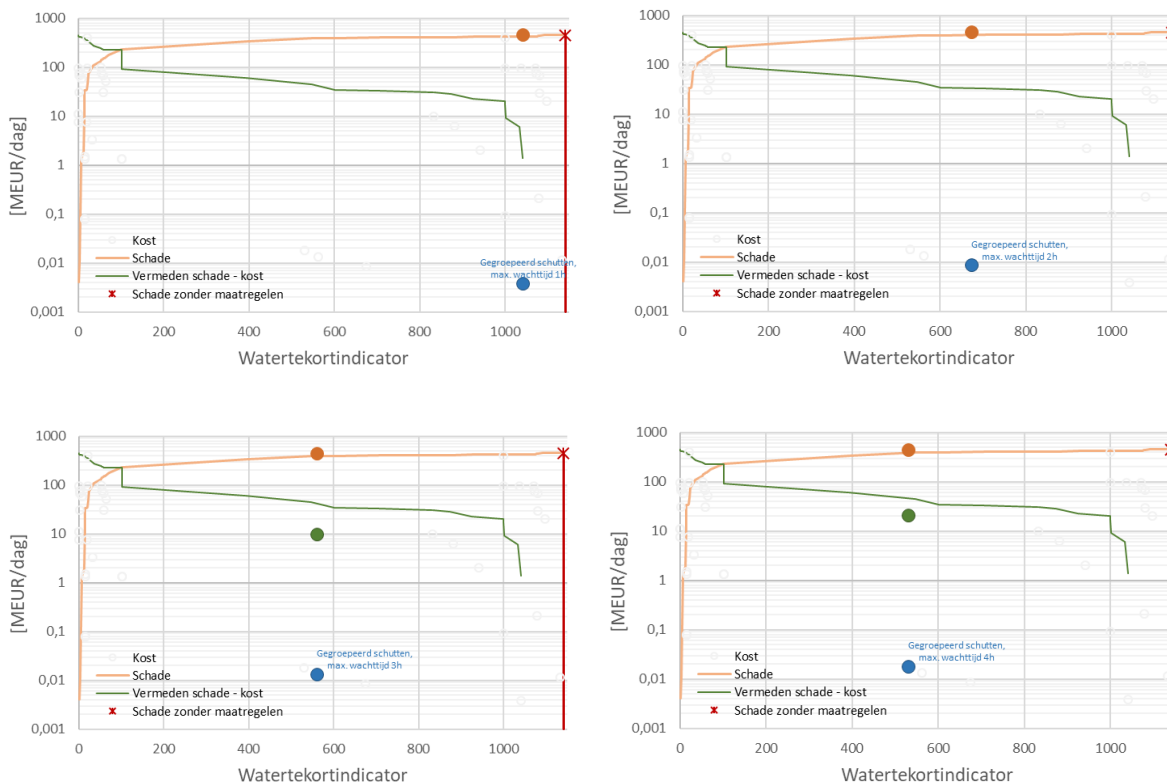 1000
100
10
1
0,1
0,01
0,001
[MEUR/dag]
Kost
Schade
Vermeden schade - kost
Schade zonder maatregelen
Gegroepeerd schutten,
max. wachttijd 1h
0 200 400 600 800 1000
Watertekortindicator
1000
100
10
1
0,1
0,01
0,001
[MEUR/dag]
Kost
Schade
Vermeden schade - kost
Schade zonder maatregelen
Gegroepeerd schutten,
max. wachttijd 2h
0 200 400 600 800 1000
Watertekortindicator
1000
100
10
1
0,1
0,01
0,001
[MEUR/dag]
Kost
Schade
Vermeden schade - kost
Schade zonder maatregelen
Gegroepeerd schutten,
max. wachttijd 3h
0 200 400 600 800 1000
Watertekortindicator
1000
100
10
1
0,1
0,01
0,001
[MEUR/dag]
Kost
Schade
Vermeden schade - kost
Schade zonder maatregelen
Gegroepeerd schutten,
max. wachttijd 4h
0 200 400 600 800 1000
Watertekortindicator